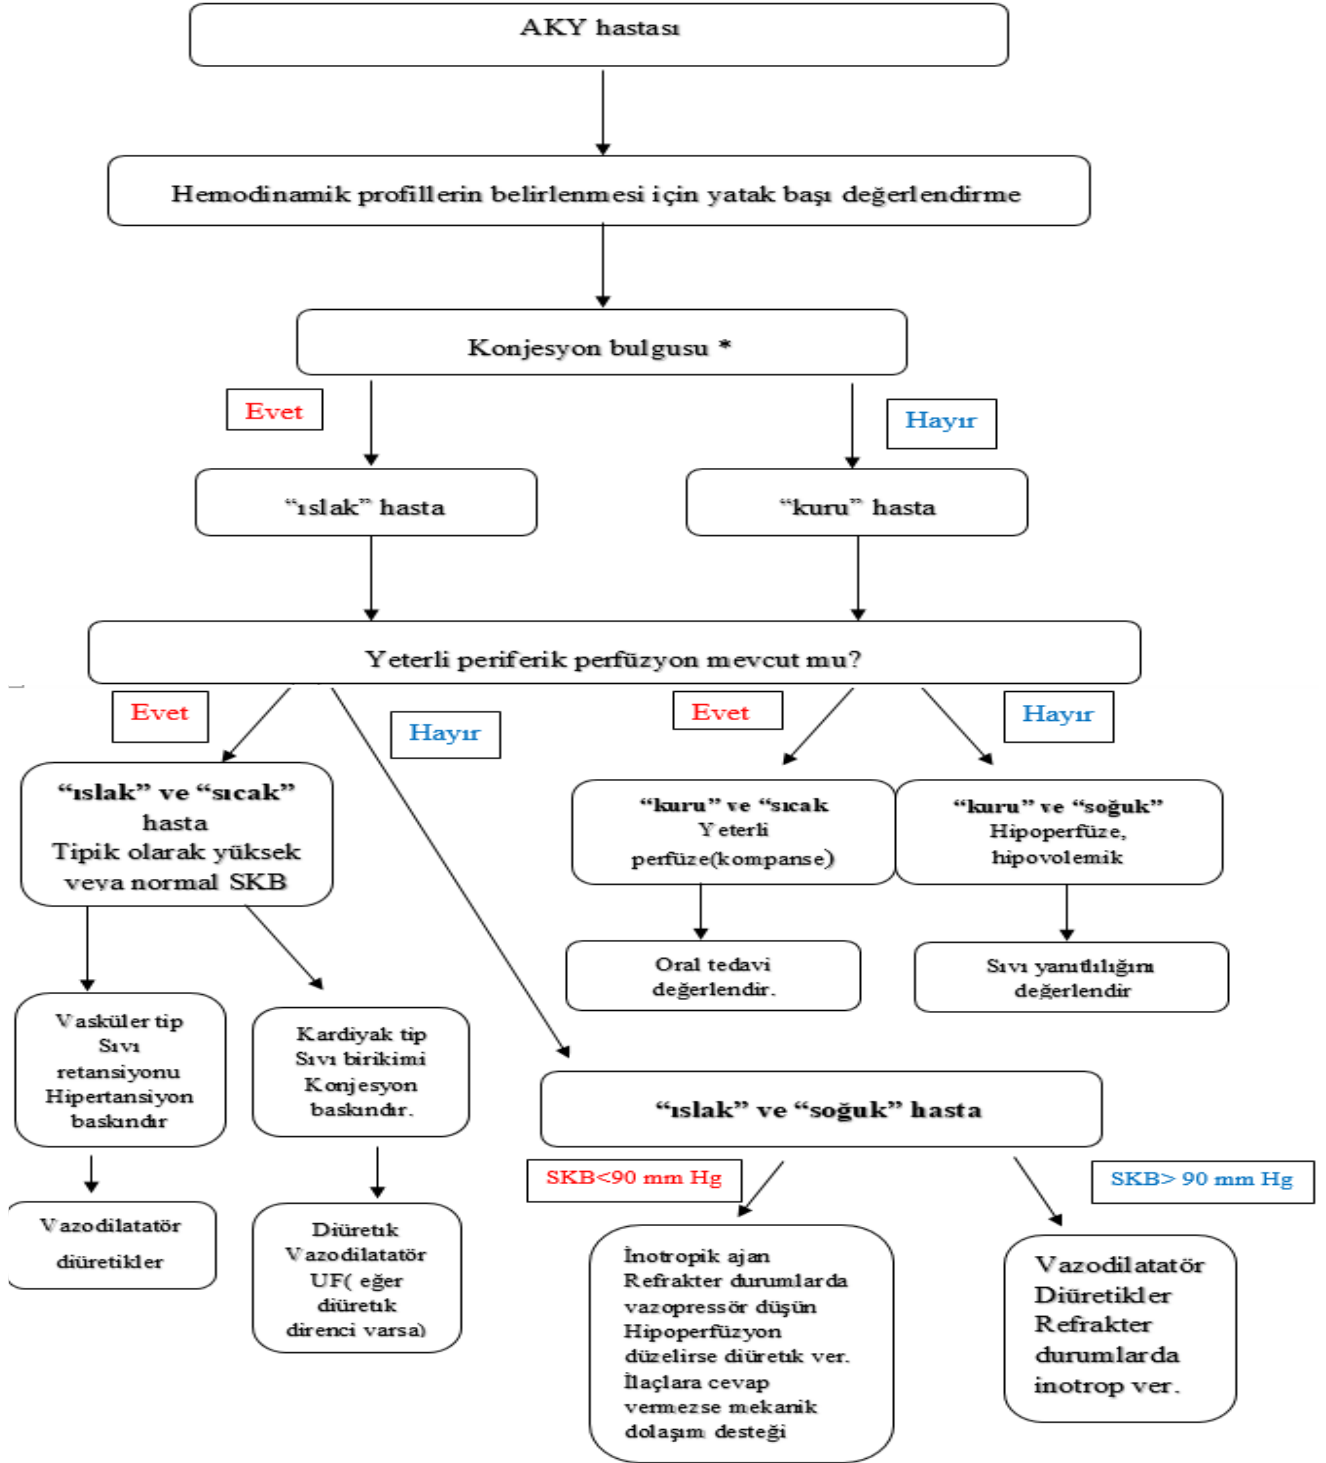 AKY hastası
Hemodinamik profillerin belirlenmesi için yatak başı değerlendirme
Konjesyon bulgusu *
Evet
Hayır
“ıslak” hasta
“kuru” hasta
Yeterli periferik perfüzyon mevcut mu?
Evet
Hayır
Evet
Hayır
“ıslak” ve “sıcak”
hasta
Tipik olarak yüksek
veya normal SKB
“kuru” ve “sıcak
Yeterli
perfüze(kompanse)
“kuru” ve “soğuk”
Hipoperfüze,
hipovolemik
Oral tedavi
değerlendir.
Sıvı yanıtlılığını
değerlendir
Vasküler tip
Sıvı
retansiyonu
Hipertansiyon
baskındır
Kardiyak tip
Sıvı birikimi
Konjesyon
baskındır.
“ıslak” ve “soğuk” hasta
SKB<90 mm Hg
SKB> 90 mm Hg
Vazodilatatör
diüretikler
Diüretık
Vazodilatatör
UF( eğer
diüretık
direnci varsa)
İnotropik ajan
Refrakter durumlarda
vazopressör düşün
Hipoperfüzyon
düzelirse diüretık ver.
İlaçlara cevap
vermezse mekanik
dolaşım desteği
Vazodilatatör
Diüretikler
Refrakter
durumlarda
inotrop ver.